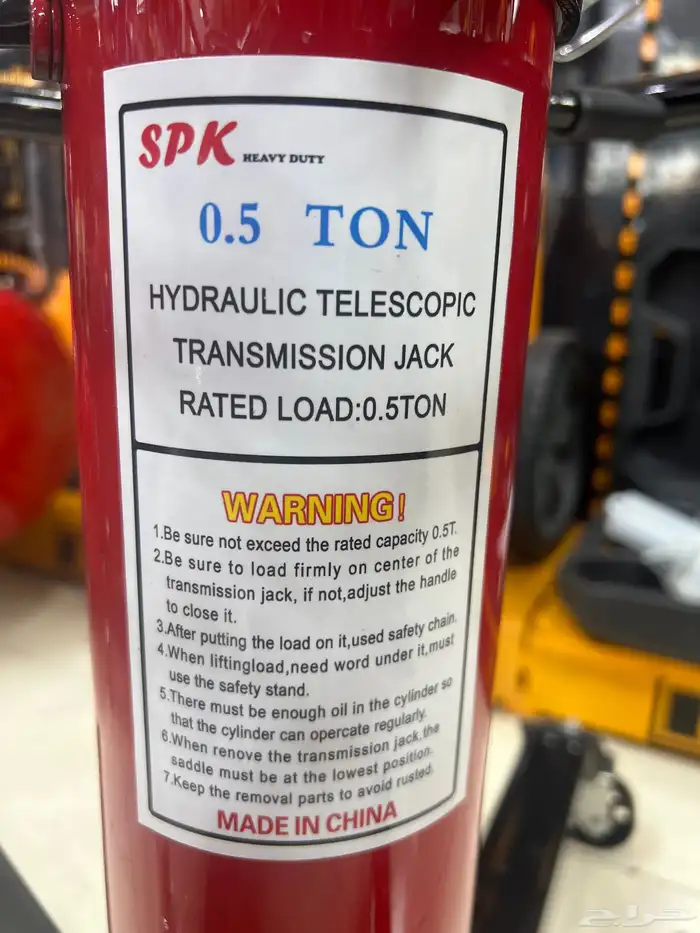 SPK HEAVY DUTY
0.5 TON
HYDRAULIC TELESCOPIC
TRANSMISSION JACK
RATED LOAD:0.5TON
WARNING!
1.Be sure not exceed the rated capacity 0.5T.
2.Be sure to load firmly on center of the
transmission jack, if not,adjust the handle
to close it.
3.After putting the load on it,used safety chain.
4.When liftingload,need word under it,must
use the safety stand.
5.There must be enough oil in the cylinder so
that the cylinder can opercate regularly.
6.When remove the transmission jack,the
saddle must be at the lowest position.
7.Keep the removal parts to avoid rusted.
MADE IN CHINA
حراج